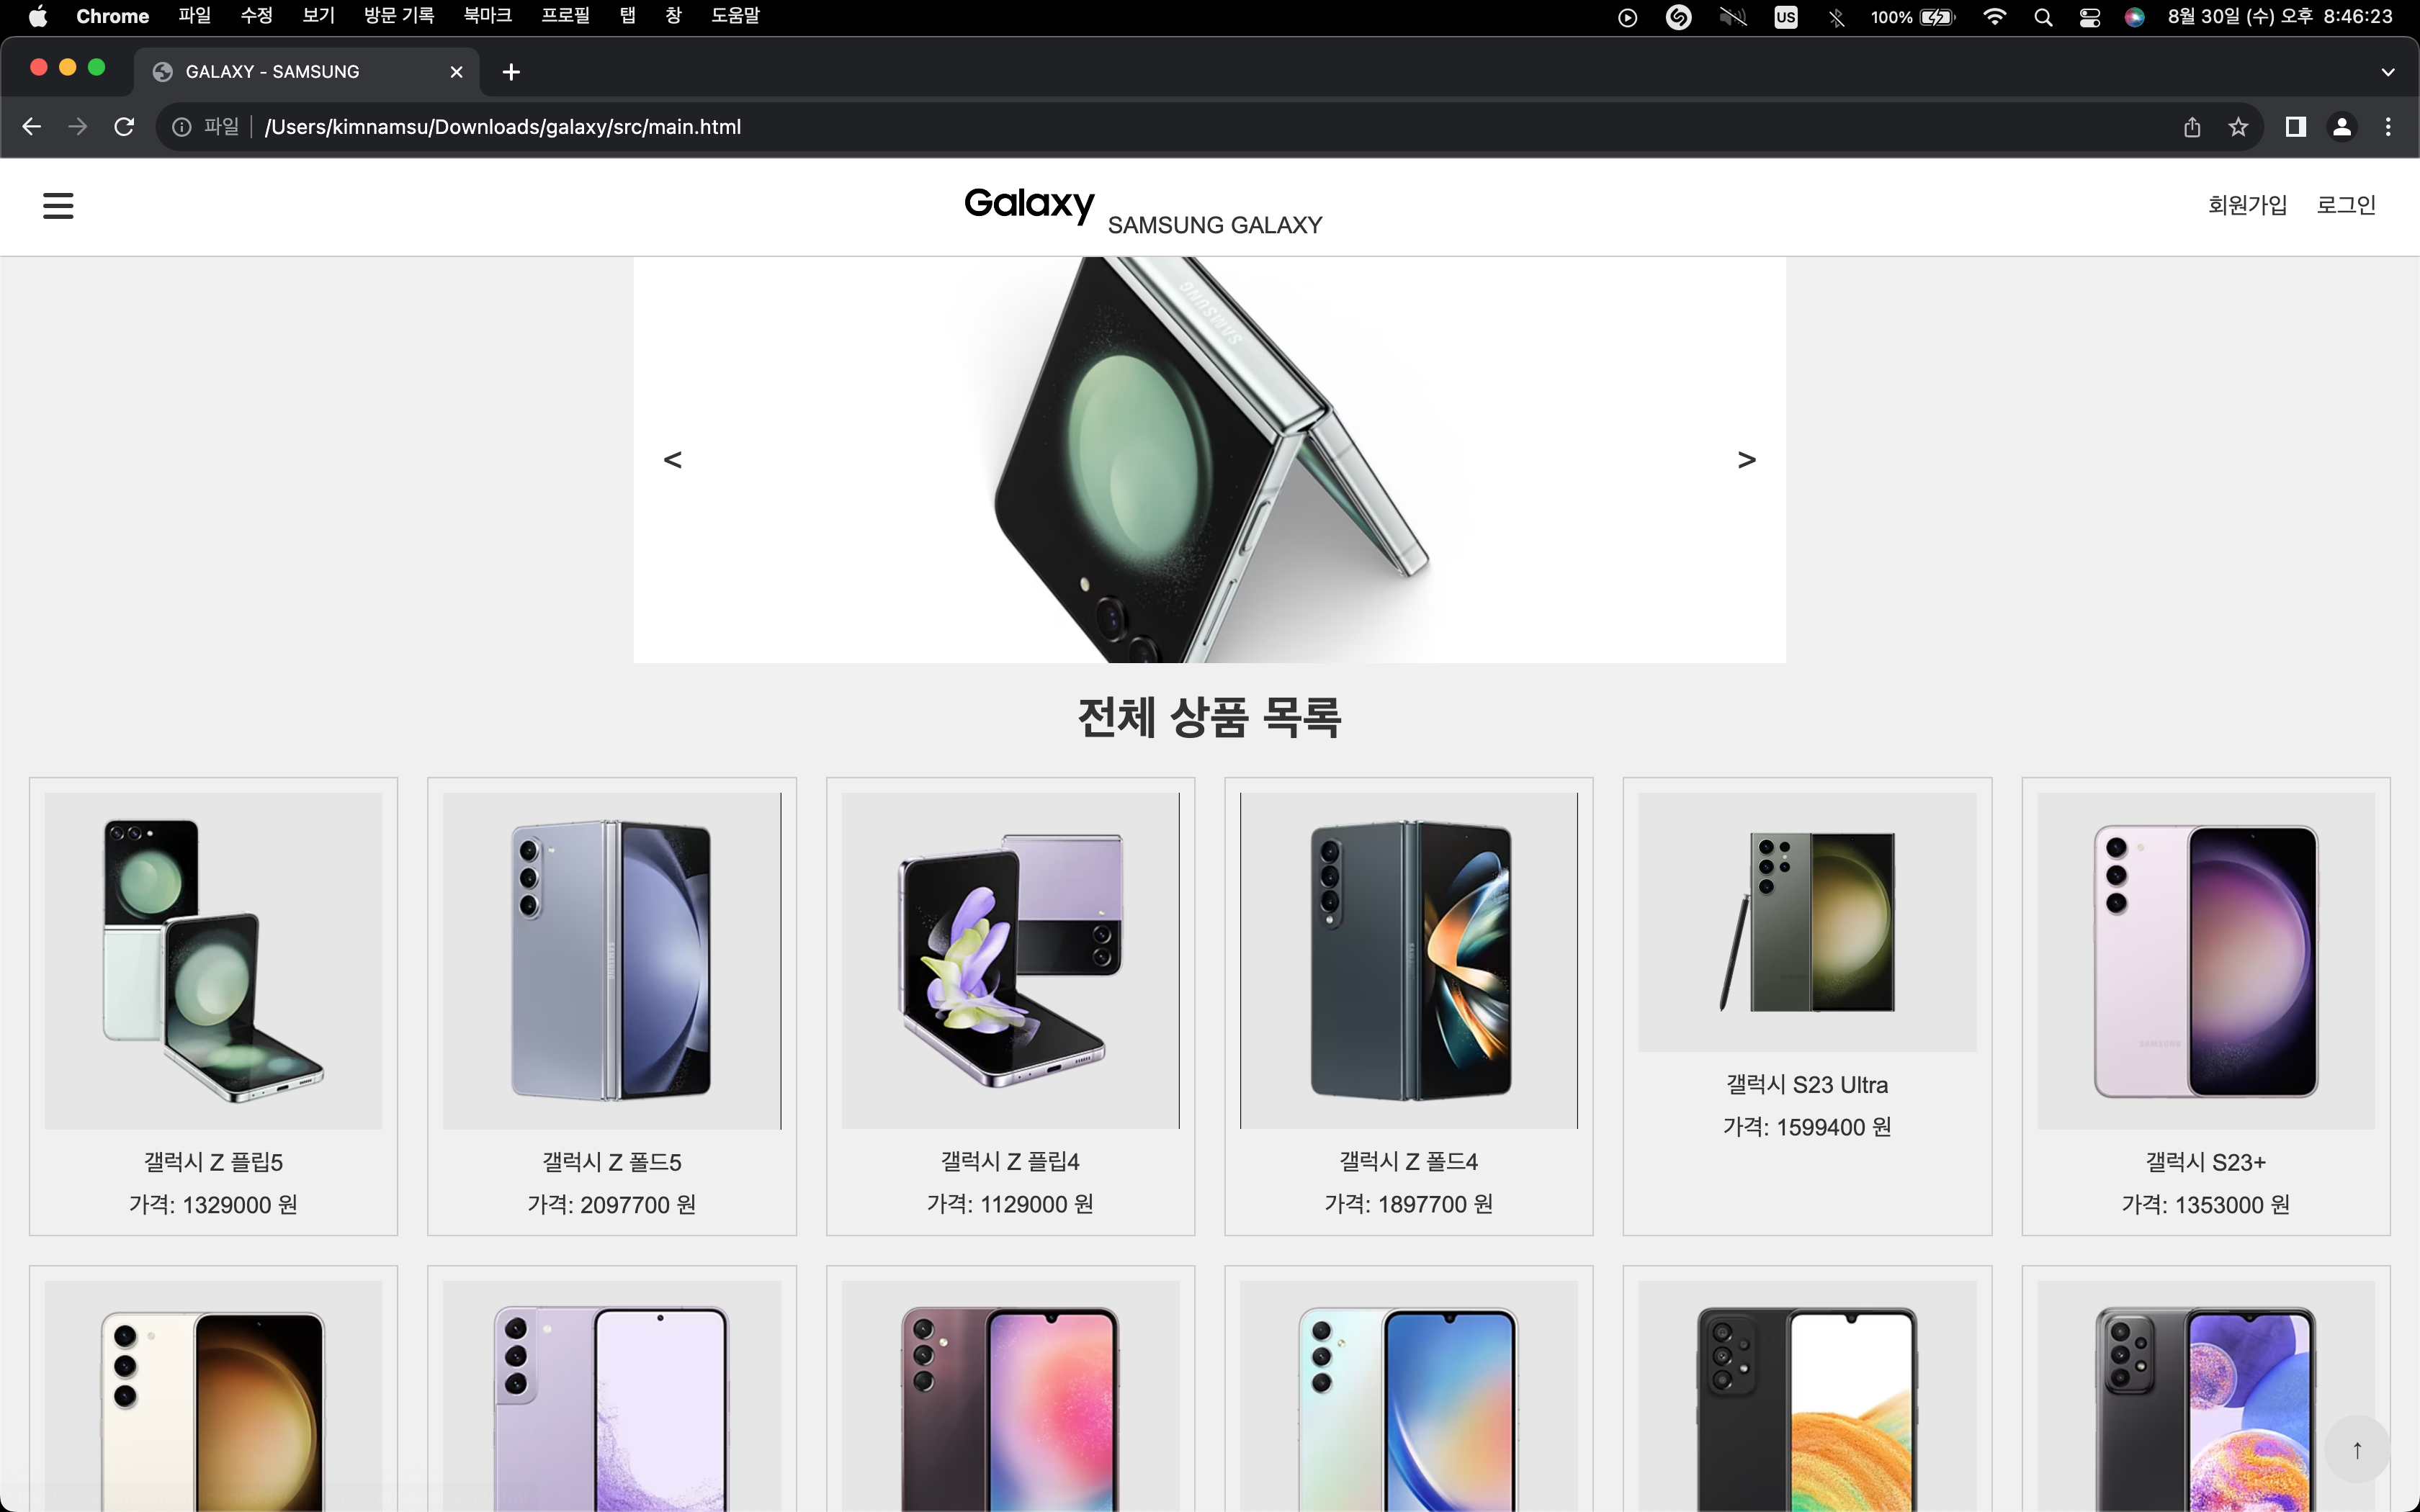 Chrome 파일 수정 보기 방문 기록 북마크 프로필 탭 창 도움말 US 100% 8월 30일 (수) 오후 8:46:23
GALAXY - SAMSUNG
파일 /Users/kimnamsu/Downloads/galaxy/src/main.html
Galaxy SAMSUNG GALAXY 회원가입 로그인
SAMSUNG
< >
전체 상품 목록
갤럭시 Z 플립5
가격: 1329000 원
갤럭시 Z 폴드5
가격: 2097700 원
갤럭시 Z 플립4
가격: 1129000 원
갤럭시 Z 폴드4
가격: 1897700 원
갤럭시 S23 Ultra
가격: 1599400 원
SAMSUNG
갤럭시 S23+
가격: 1353000 원
↑